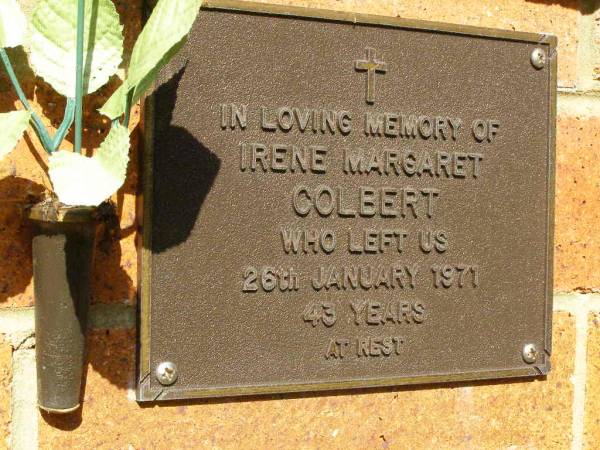 IN LOVING MEMORY OF
IRENE MARGARET
COLBERT
WHO LEFT US
26th JANUARY 1971
43 YEARS
AT REST